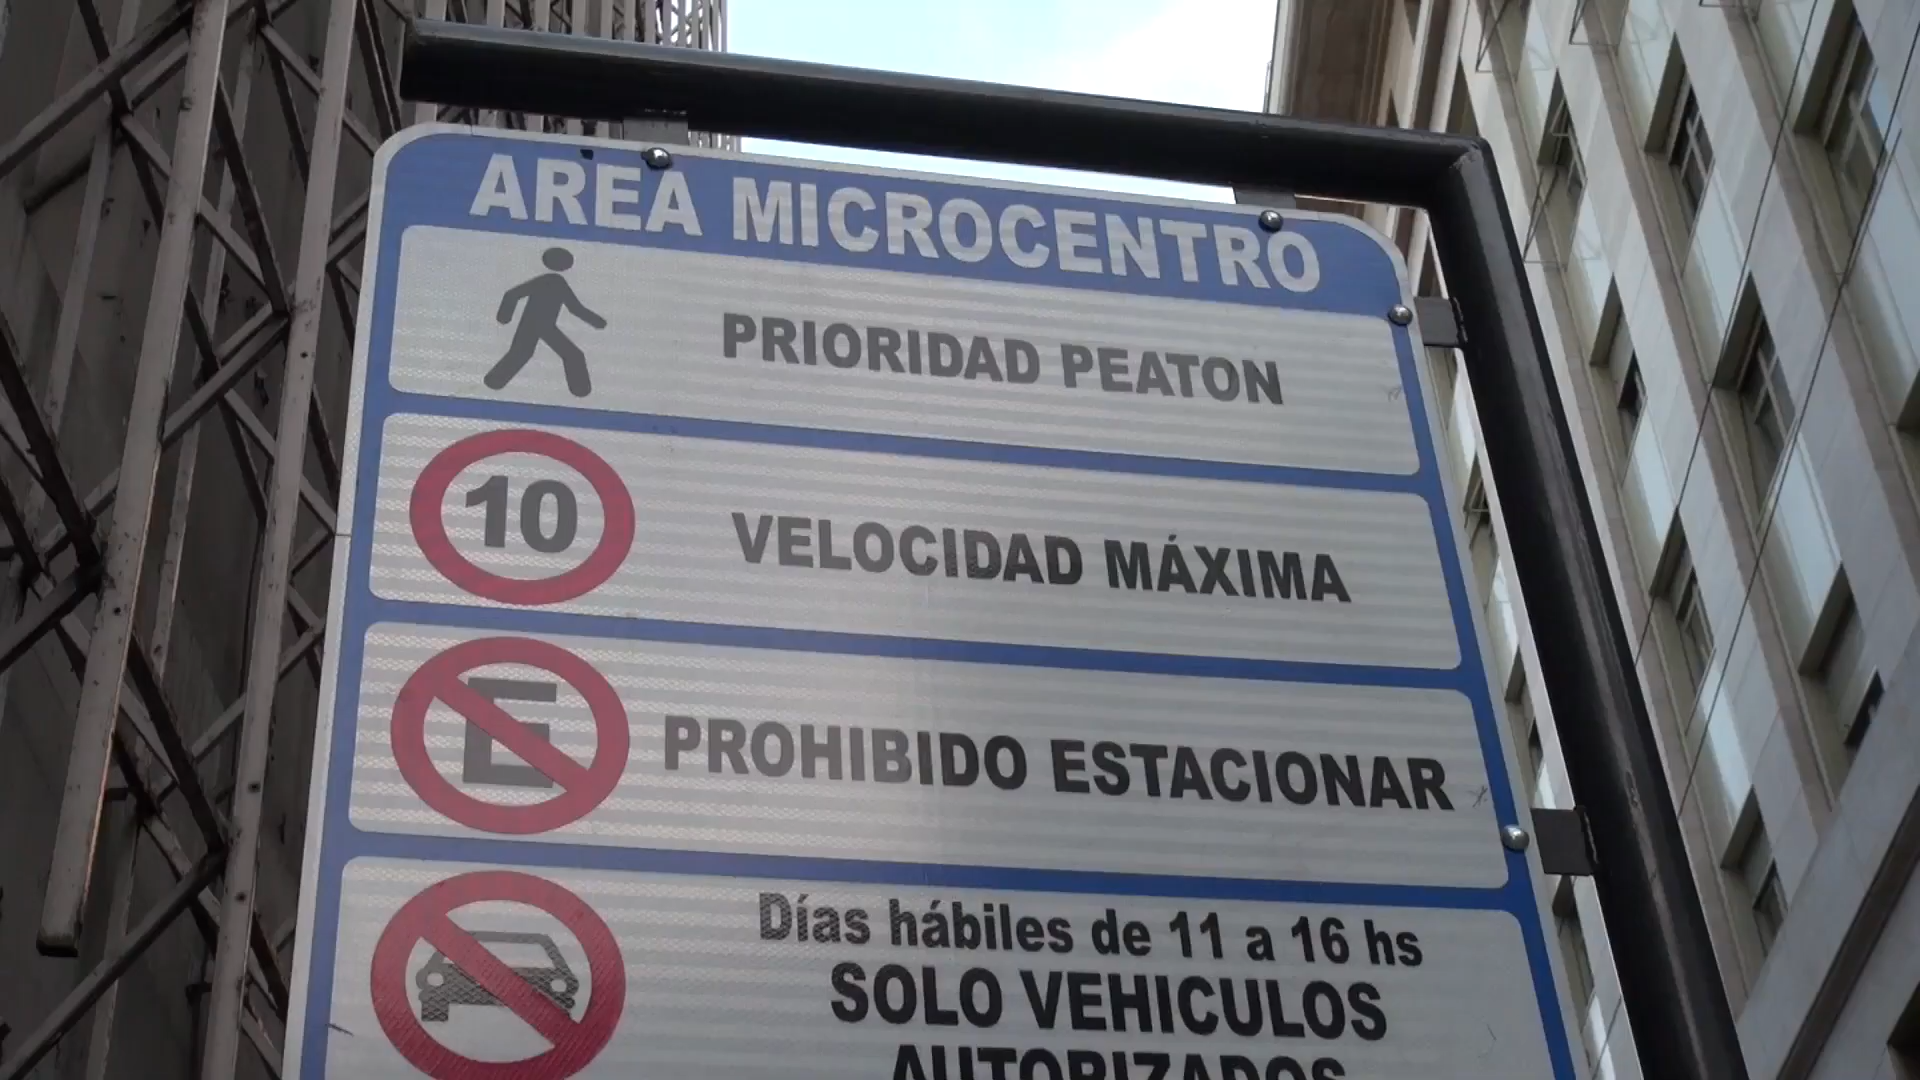 AREA MICROCENTRO
PRIORIDAD PEATON
10
VELOCIDAD MÁXIMA
E
PROHIBIDO ESTACIONAR
Días hábiles de 11 a 16 hs
SOLO VEHICULOS
AUTORIZADOS